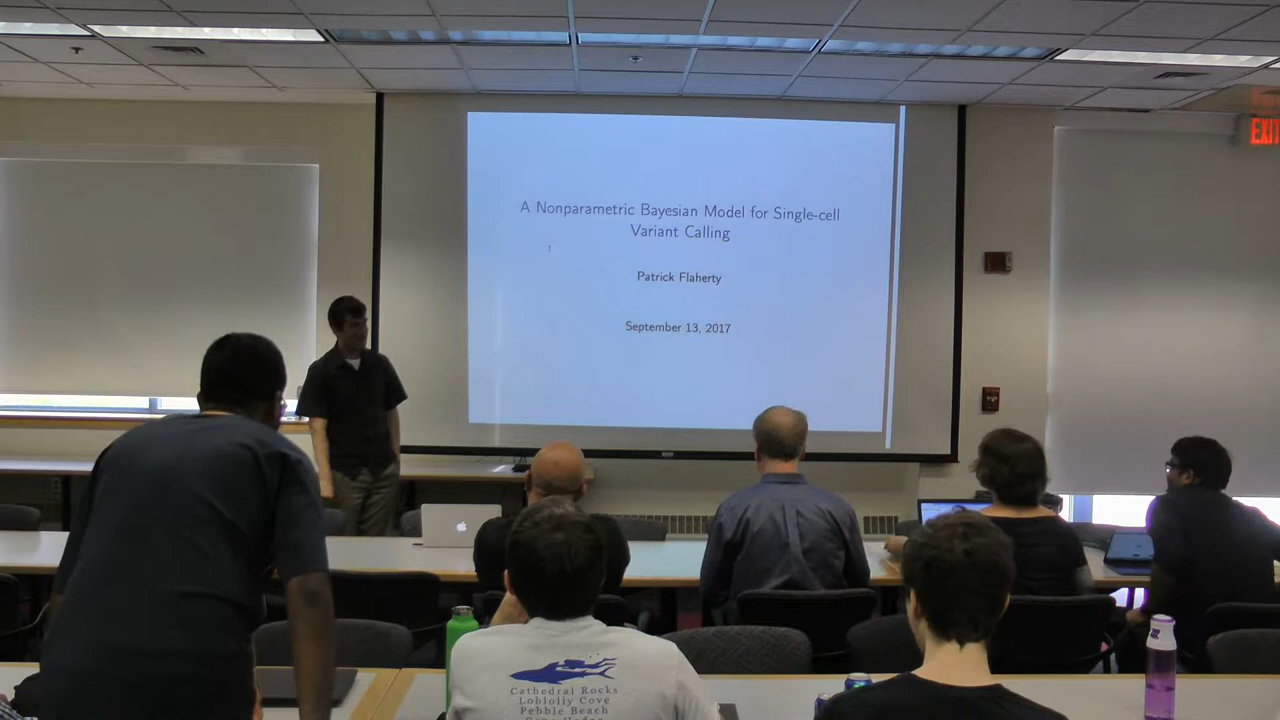 A Nonparametric Bayesian Model for Single-cell
Variant Calling
Patrick Flaherty
September 13, 2017
EXIT
Cathedral Rocks
Loblolly Cove
Pebble Beach